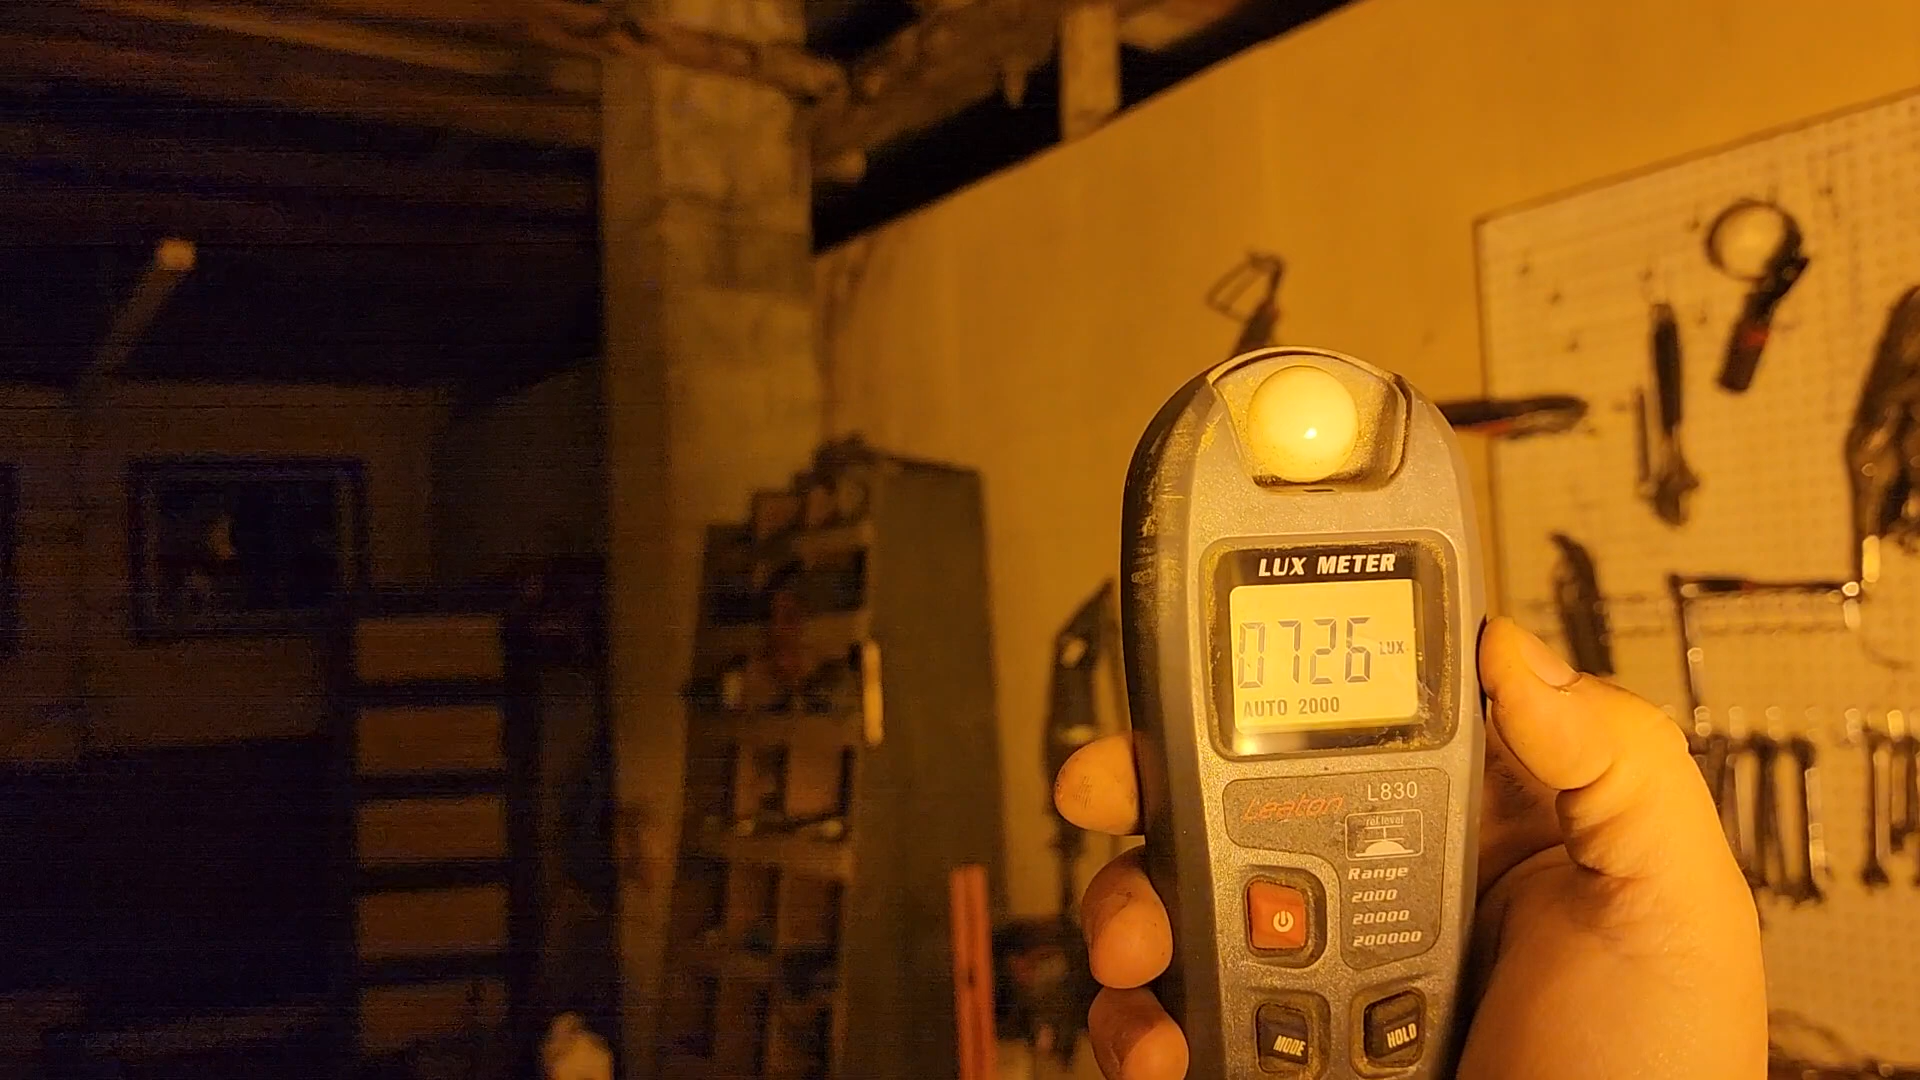 LUX METER
0726 LUX
AUTO 2000
Leaton L830
ref.level
Range
2000
20000
200000
MODE HOLD